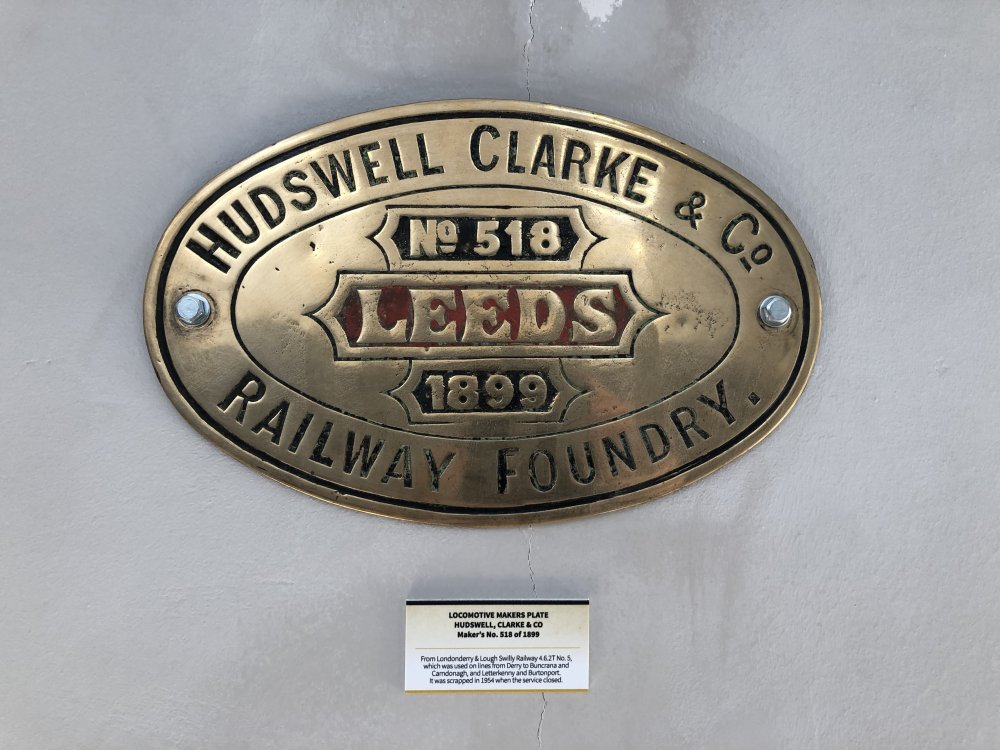 HUDSWELL CLARKE & Co
No 518
LEEDS
1899
RAILWAY FOUNDRY.
LOCOMOTIVE MAKERS PLATE
HUDSWELL, CLARKE & CO
Maker's No. 518 of 1899
From Londonderry & Lough Swilly Railway 4.6.2T No. 5,
which was used on lines from Derry to Buncrana and
Carndonagh, and Letterkenny and Burtonport.
It was scrapped in 1954 when the service closed.